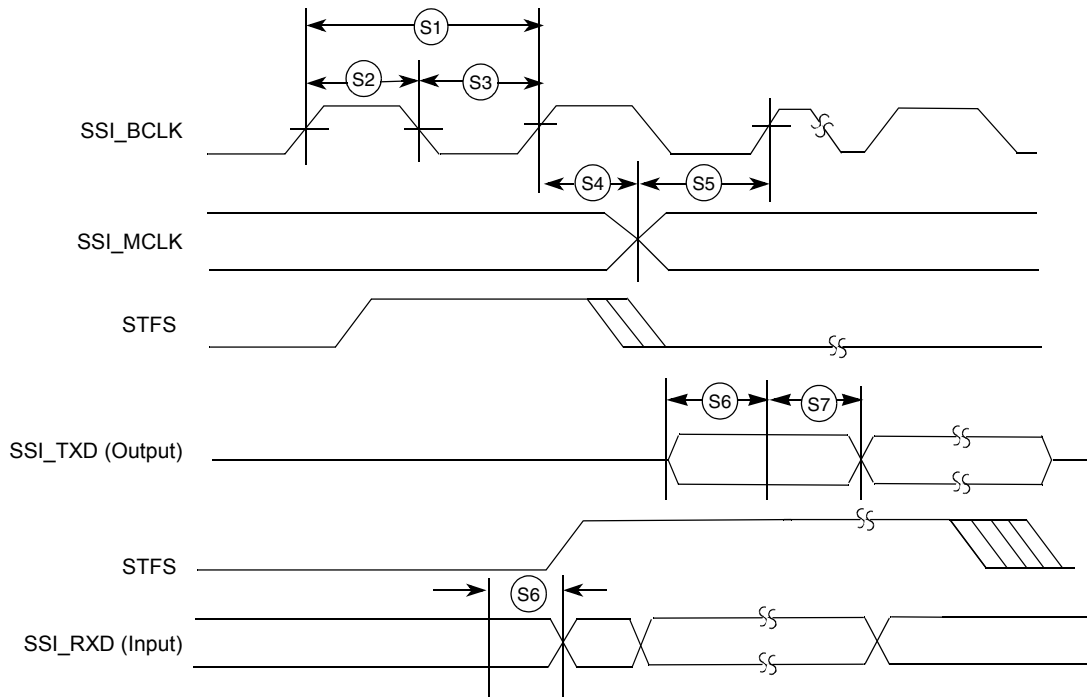 S1
S2
S3
SSI_BCLK
S4
S5
SSI_MCLK
STFS
S6
S7
SSI_TXD (Output)
STFS
S6
SSI_RXD (Input)